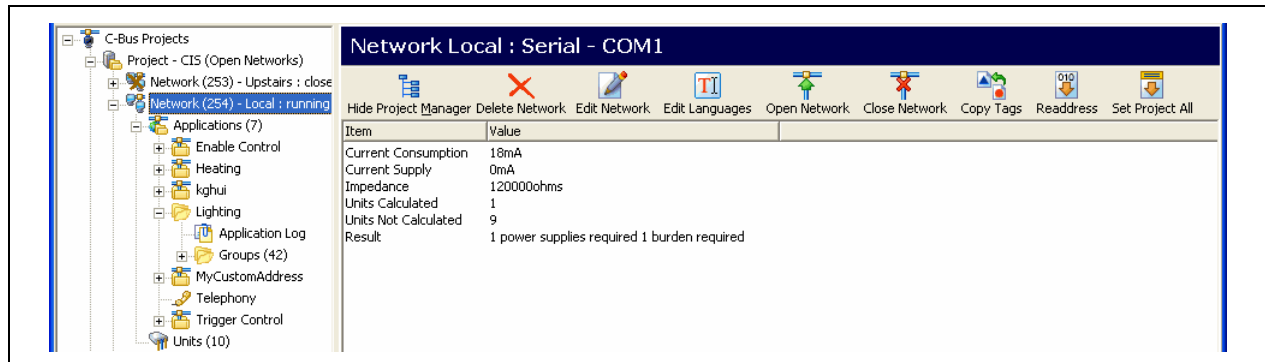 C-Bus Projects
Project - CIS (Open Networks)
Network (253) - Upstairs : close
Network (254) - Local : running
Applications (7)
Enable Control
Heating
kghui
Lighting
Application Log
Groups (42)
MyCustomAddress
Telephony
Trigger Control
Units (10)
Network Local : Serial - COM1
Hide Project Manager Delete Network Edit Network Edit Languages Open Network Close Network Copy Tags Readdress Set Project All
Item Value
Current Consumption 18mA
Current Supply 0mA
Impedance 120000ohms
Units Calculated 1
Units Not Calculated 9
Result 1 power supplies required 1 burden required